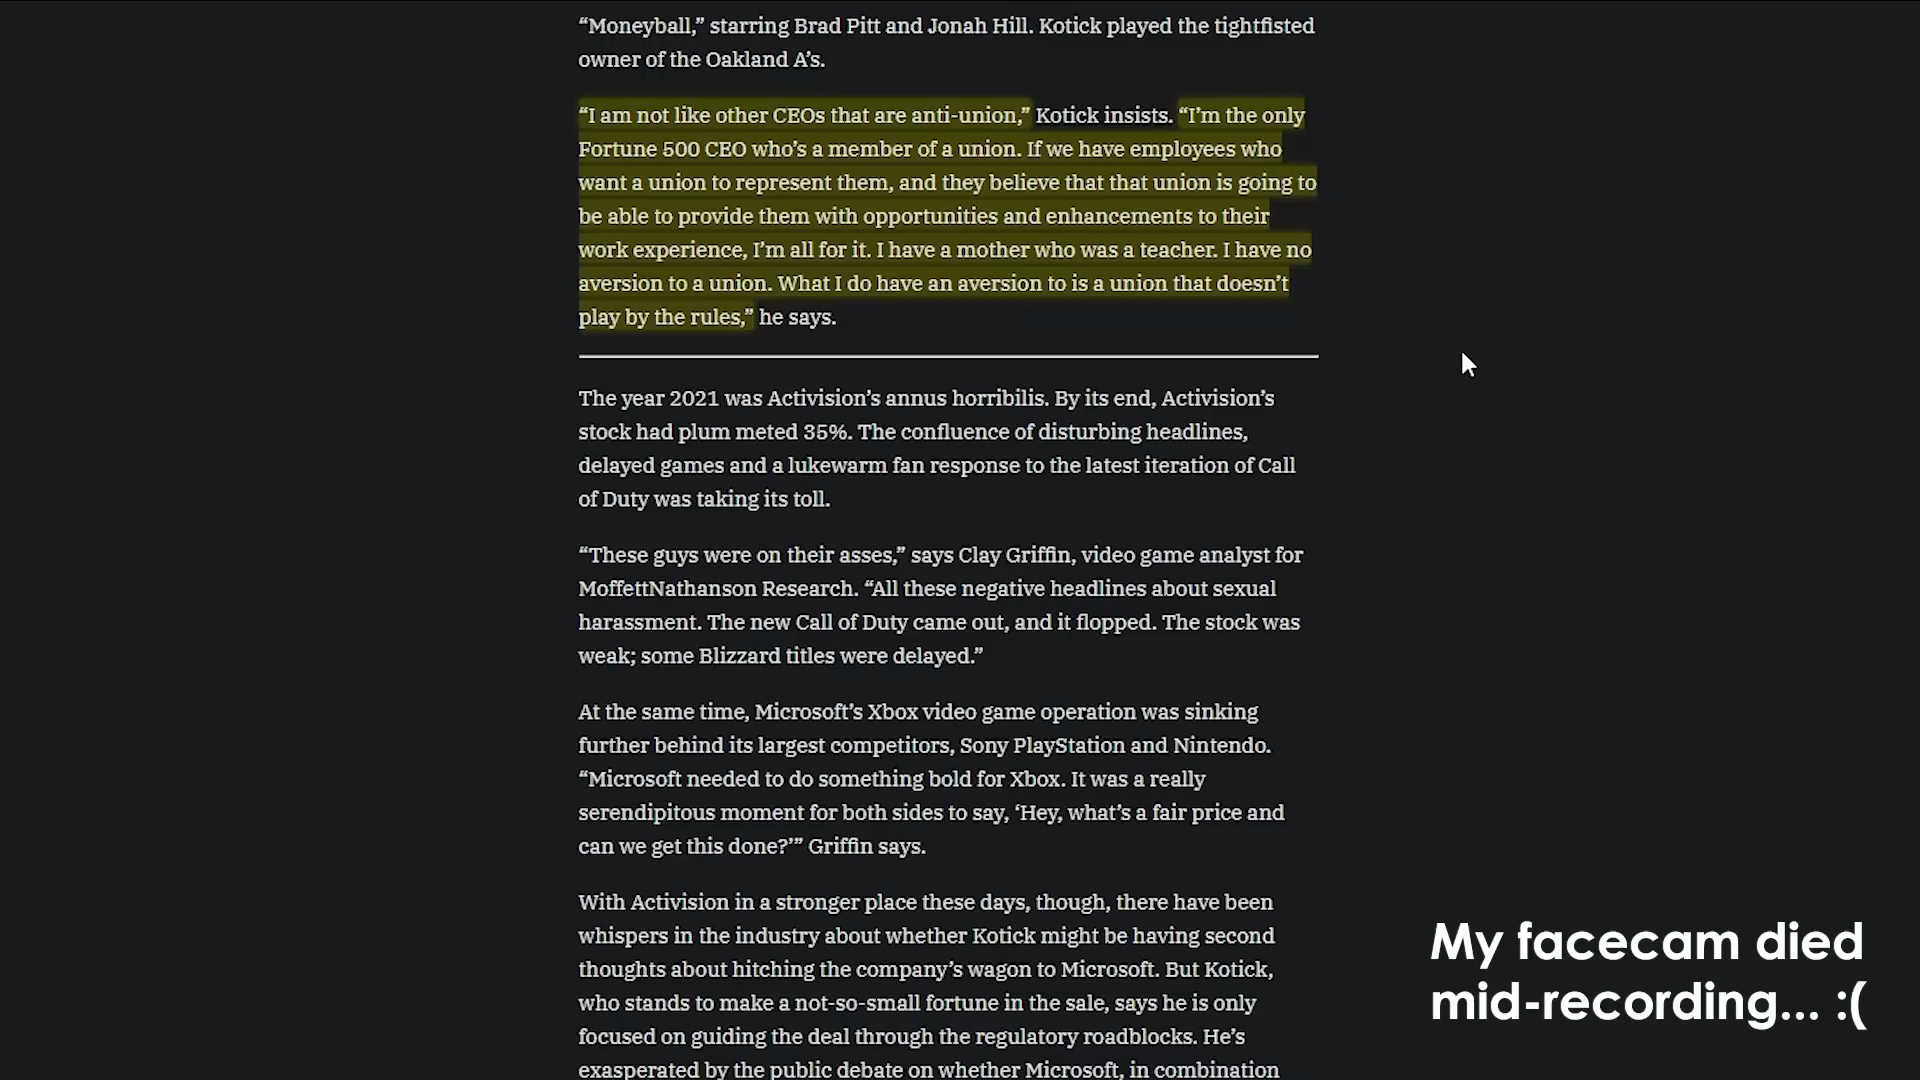 “Moneyball,” starring Brad Pitt and Jonah Hill. Kotick played the tightfisted
owner of the Oakland A’s.
“I am not like other CEOs that are anti-union,” Kotick insists. “I’m the only
Fortune 500 CEO who’s a member of a union. If we have employees who
want a union to represent them, and they believe that that union is going to
be able to provide them with opportunities and enhancements to their
work experience, I’m all for it. I have a mother who was a teacher. I have no
aversion to a union. What I do have an aversion to is a union that doesn’t
play by the rules,” he says.
The year 2021 was Activision’s annus horribilis. By its end, Activision’s
stock had plum meted 35%. The confluence of disturbing headlines,
delayed games and a lukewarm fan response to the latest iteration of Call
of Duty was taking its toll.
“These guys were on their asses,” says Clay Griffin, video game analyst for
MoffettNathanson Research. “All these negative headlines about sexual
harassment. The new Call of Duty came out, and it flopped. The stock was
weak; some Blizzard titles were delayed.”
At the same time, Microsoft’s Xbox video game operation was sinking
further behind its largest competitors, Sony PlayStation and Nintendo.
“Microsoft needed to do something bold for Xbox. It was a really
serendipitous moment for both sides to say, ‘Hey, what’s a fair price and
can we get this done?’” Griffin says.
With Activision in a stronger place these days, though, there have been
whispers in the industry about whether Kotick might be having second
thoughts about hitching the company’s wagon to Microsoft. But Kotick,
who stands to make a not-so-small fortune in the sale, says he is only
focused on guiding the deal through the regulatory roadblocks. He’s
exasperated by the public debate on whether Microsoft, in combination
My facecam died
mid-recording... :(